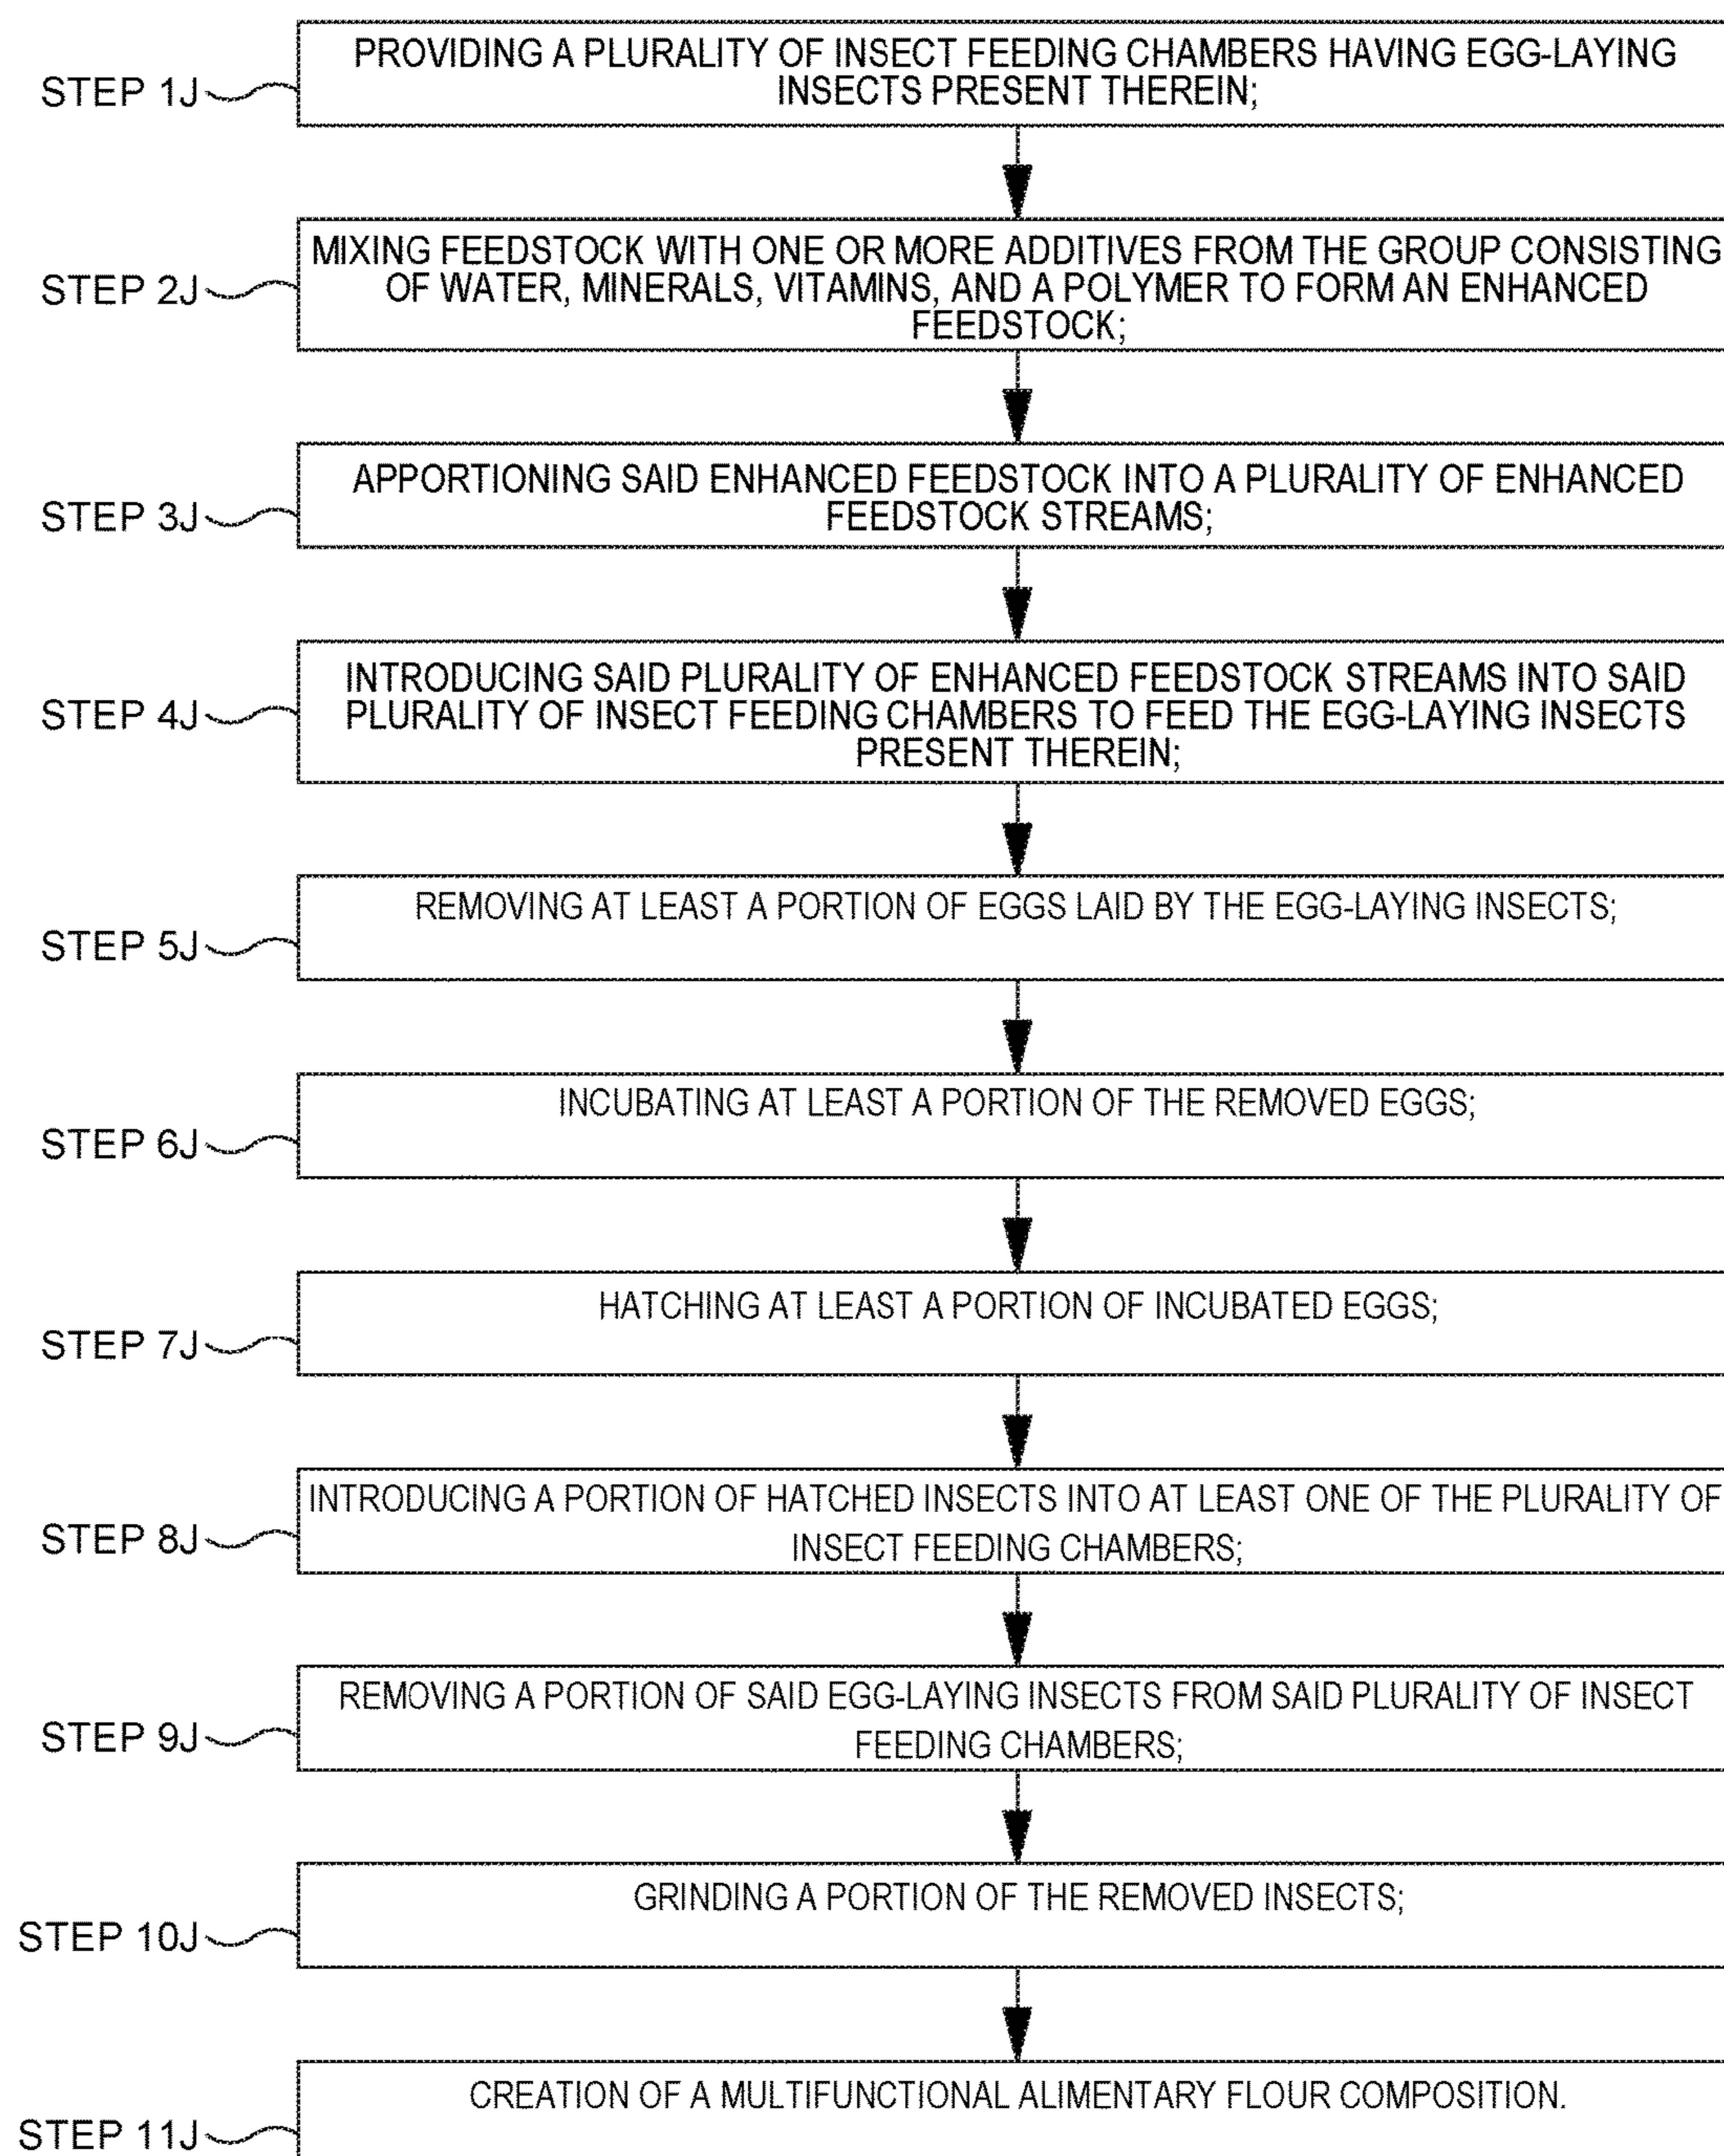 PROVIDING A PLURALITY OF INSECT FEEDING CHAMBERS HAVING EGG-LAYING
STEP 1J
INSECTS PRESENT THEREIN;
MIXING FEEDSTOCK WITH ONE OR MORE ADDITIVES FROM THE GROUP CONSISTING
STEP 2J
OF WATER, MINERALS, VITAMINS, AND A POLYMER TO FORM AN ENHANCED
FEEDSTOCK;
APPORTIONING SAID ENHANCED FEEDSTOCK INTO A PLURALITY OF ENHANCED
STEP 3J
FEEDSTOCK STREAMS;
INTRODUCING SAID PLURALITY OF ENHANCED FEEDSTOCK STREAMS INTO SAID
STEP 4J
PLURALITY OF INSECT FEEDING CHAMBERS TO FEED THE EGG-LAYING INSECTS
PRESENT THEREIN;
REMOVING AT LEAST A PORTION OF EGGS LAID BY THE EGG-LAYING INSECTS;
STEP 5J
INCUBATING AT LEAST A PORTION OF THE REMOVED EGGS;
STEP 6J
HATCHING AT LEAST A PORTION OF INCUBATED EGGS;
STEP 7J
INTRODUCING A PORTION OF HATCHED INSECTS INTO AT LEAST ONE OF THE PLURALITY OF
STEP 8J
INSECT FEEDING CHAMBERS;
REMOVING A PORTION OF SAID EGG-LAYING INSECTS FROM SAID PLURALITY OF INSECT
STEP 9J
FEEDING CHAMBERS;
GRINDING A PORTION OF THE REMOVED INSECTS;
STEP 10J
CREATION OF A MULTIFUNCTIONAL ALIMENTARY FLOUR COMPOSITION.
STEP 11J